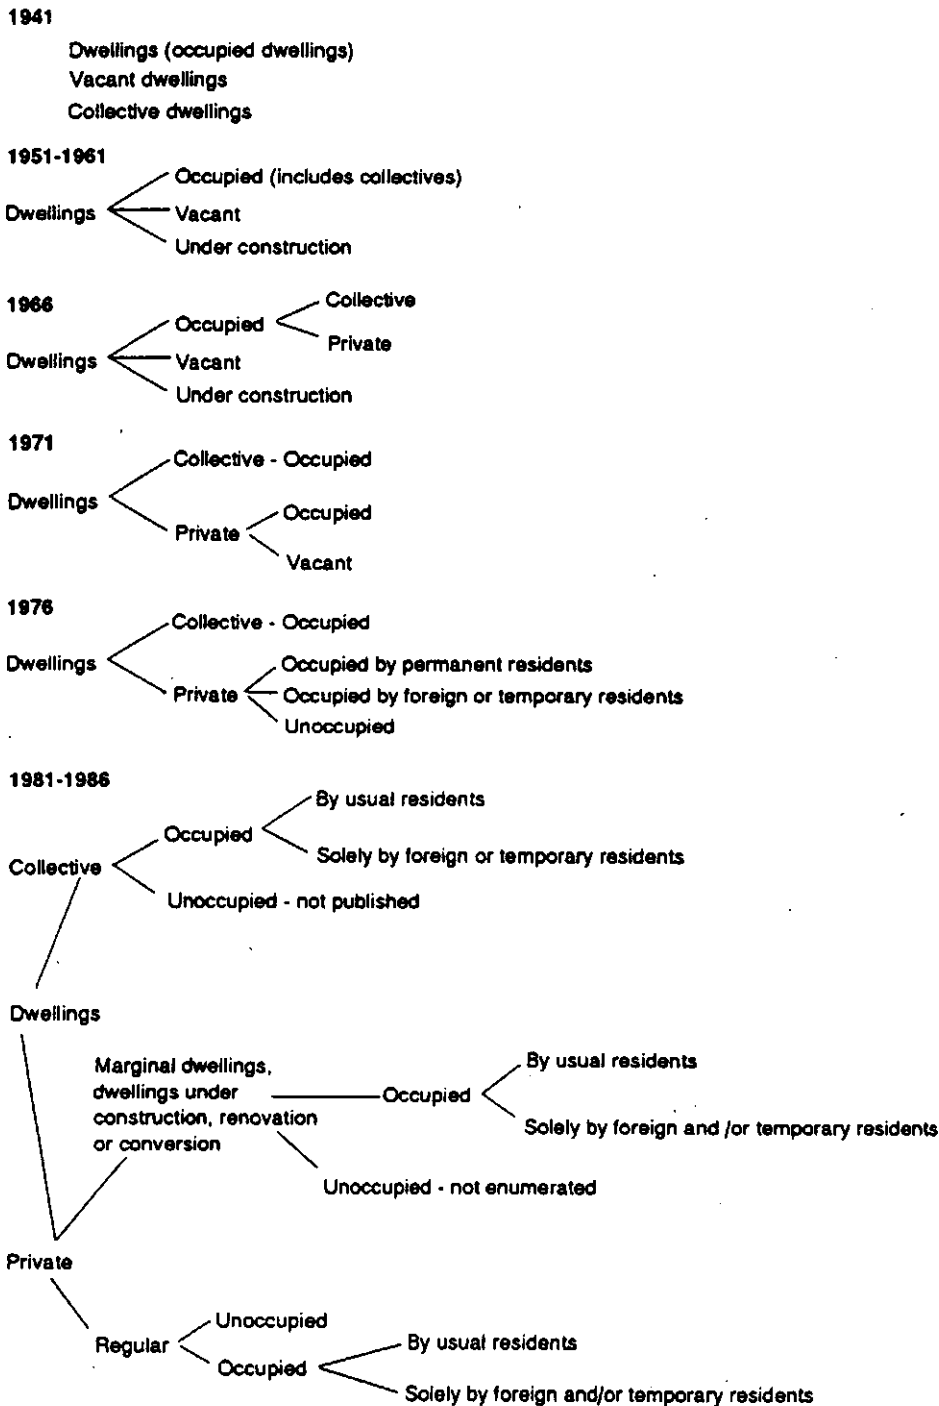 1941
Dwellings (occupied dwellings)
Vacant dwellings
Collective dwellings
1951-1961
Occupied (includes collectives)
Dwellings
Vacant
Under construction
1966
Collective
Occupied
Private
Dwellings
Vacant
Under construction
1971
Collective - Occupied
Dwellings
Occupied
Private
Vacant
1976
Collective - Occupied
Dwellings
Occupied by permanent residents
Private
Occupied by foreign or temporary residents
Unoccupied
1981-1986
By usual residents
Occupied
Solely by foreign or temporary residents
Collective
Unoccupied - not published
Dwellings
Marginal dwellings,
dwellings under
construction, renovation
or conversion
By usual residents
Occupied
Solely by foreign and /or temporary residents
Unoccupied - not enumerated
Private
Unoccupied
Regular
By usual residents
Occupied
Solely by foreign and/or temporary residents